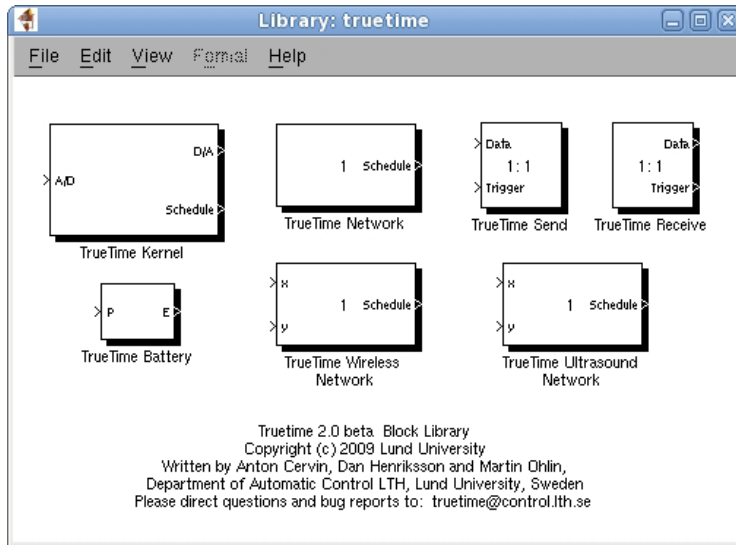 Library: truetime
File Edit View Format Help
A/D
D/A
Schedule
TrueTime Kernel
1 Schedule
TrueTime Network
Data
1:1
Trigger
TrueTime Send
Data
1:1
Trigger
TrueTime Receive
P E
TrueTime Battery
x
1 Schedule
y
TrueTime Wireless
Network
x
1 Schedule
y
TrueTime Ultrasound
Network
Truetime 2.0 beta Block Library
Copyright (c) 2009 Lund University
Written by Anton Cervin, Dan Henriksson and Martin Ohlin,
Department of Automatic Control LTH, Lund University, Sweden
Please direct questions and bug reports to: truetime@control.lth.se